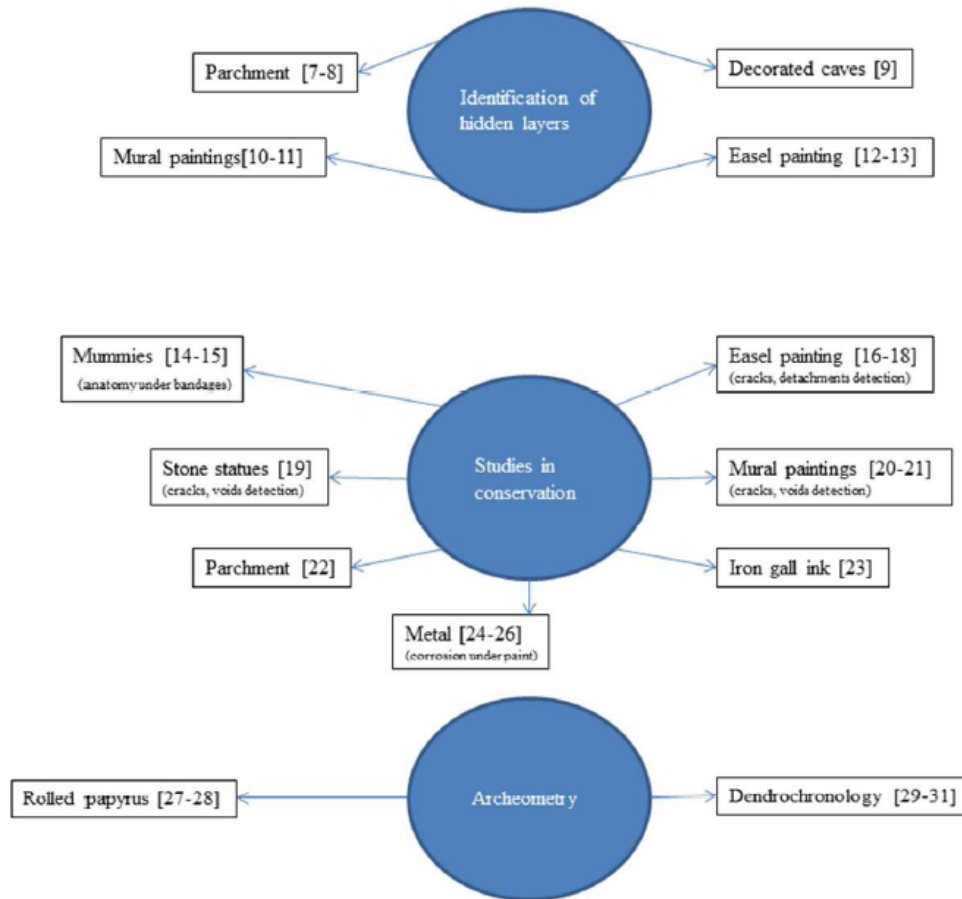 Parchment [7-8]
Decorated caves [9]
Identification of
hidden layers
Mural paintings[10-11]
Easel painting [12-13]
Mummies [14-15]
(anatomy under bandages)
Easel painting [16-18]
(cracks, detachments detection)
Stone statues [19]
(cracks, voids detection)
Studies in
conservation
Mural paintings [20-21]
(cracks, voids detection)
Parchment [22]
Iron gall ink [23]
Metal [24-26]
(corrosion under paint)
Rolled papyrus [27-28]
Archeometry
Dendrochronology [29-31]